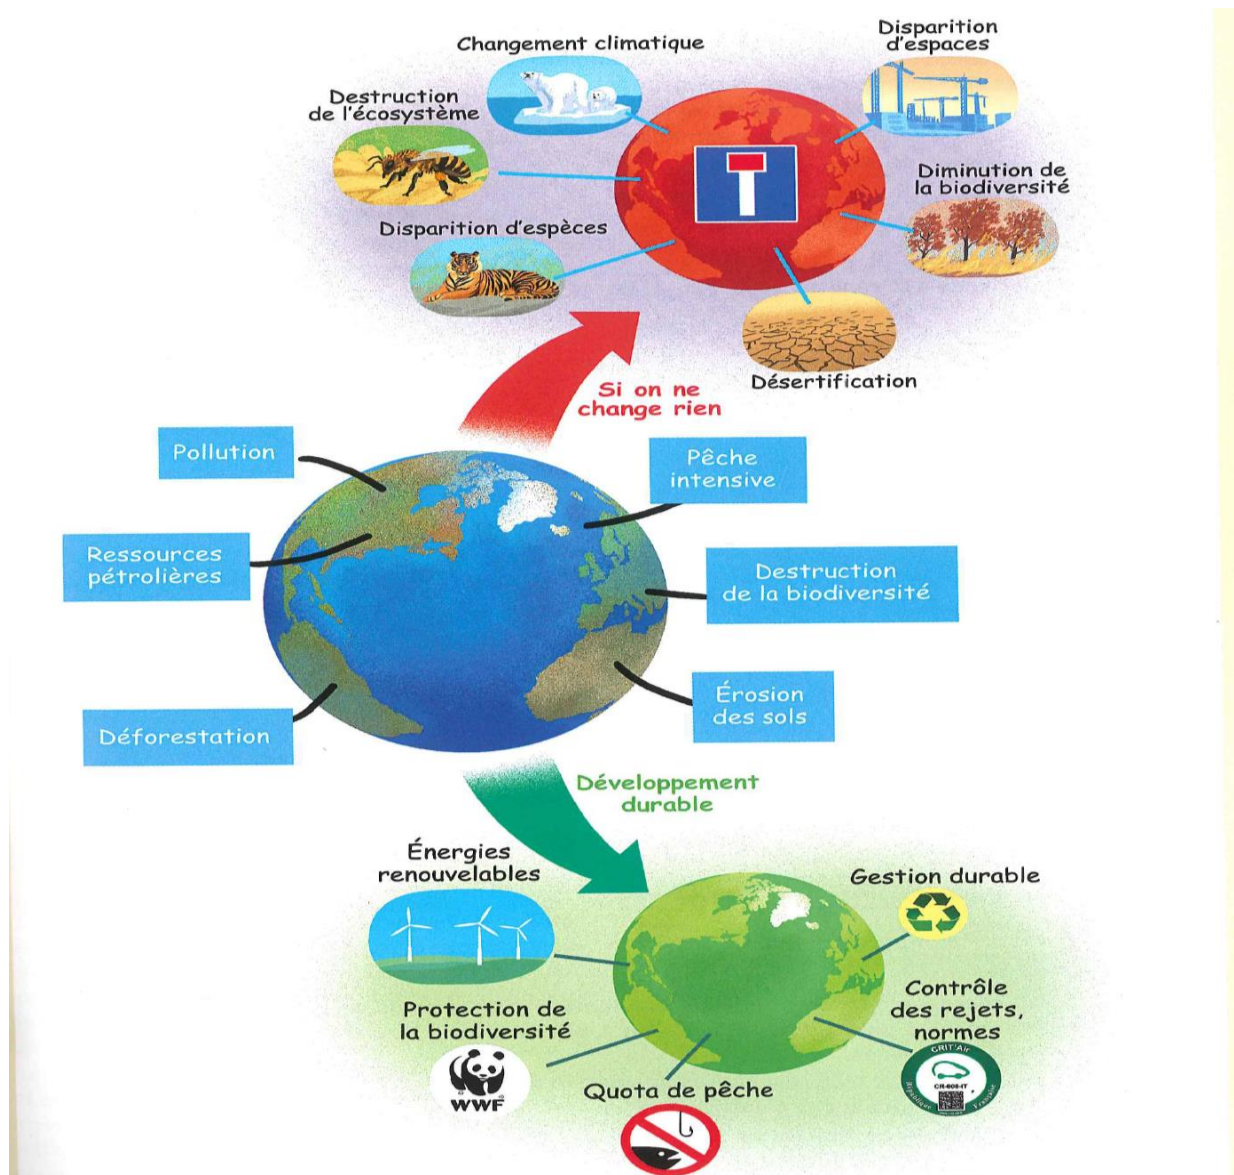 Changement climatique
Disparition
d'espaces
Destruction
de l'écosystème
Diminution de
la biodiversité
Disparition d'espèces
Désertification
Si on ne
change rien
Pollution
Pêche
intensive
Ressources
pétrolières
Destruction
de la biodiversité
Érosion
des sols
Déforestation
Développement
durable
Énergies
renouvelables
Gestion durable
Protection de
la biodiversité
Contrôle
des rejets,
normes
WWF
Quota de pêche
CRIT'Air
République Française